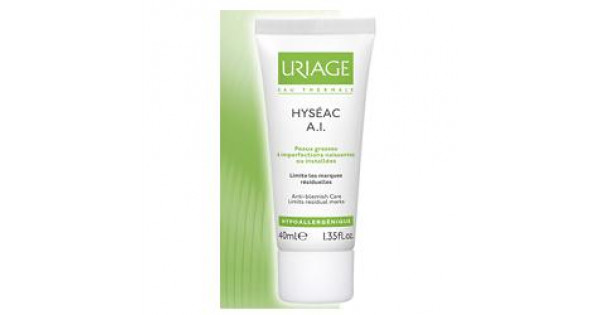 URIAGE
EAU THERMALE
HYSÉAC
A.I.
Peaux grasses
à imperfections naissantes
ou installées
Limite les marques
résiduelles
Anti-blemish Care
Limits residual marks
HYPOALLERGÉNIQUE
40ml e 1.35fl.oz.